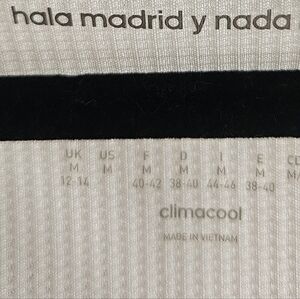 hala madrid y nada
UK US F D I E
M M M M M M
12-14 40-42 38-40 44-46 38-40
climacool
MADE IN VIETNAM